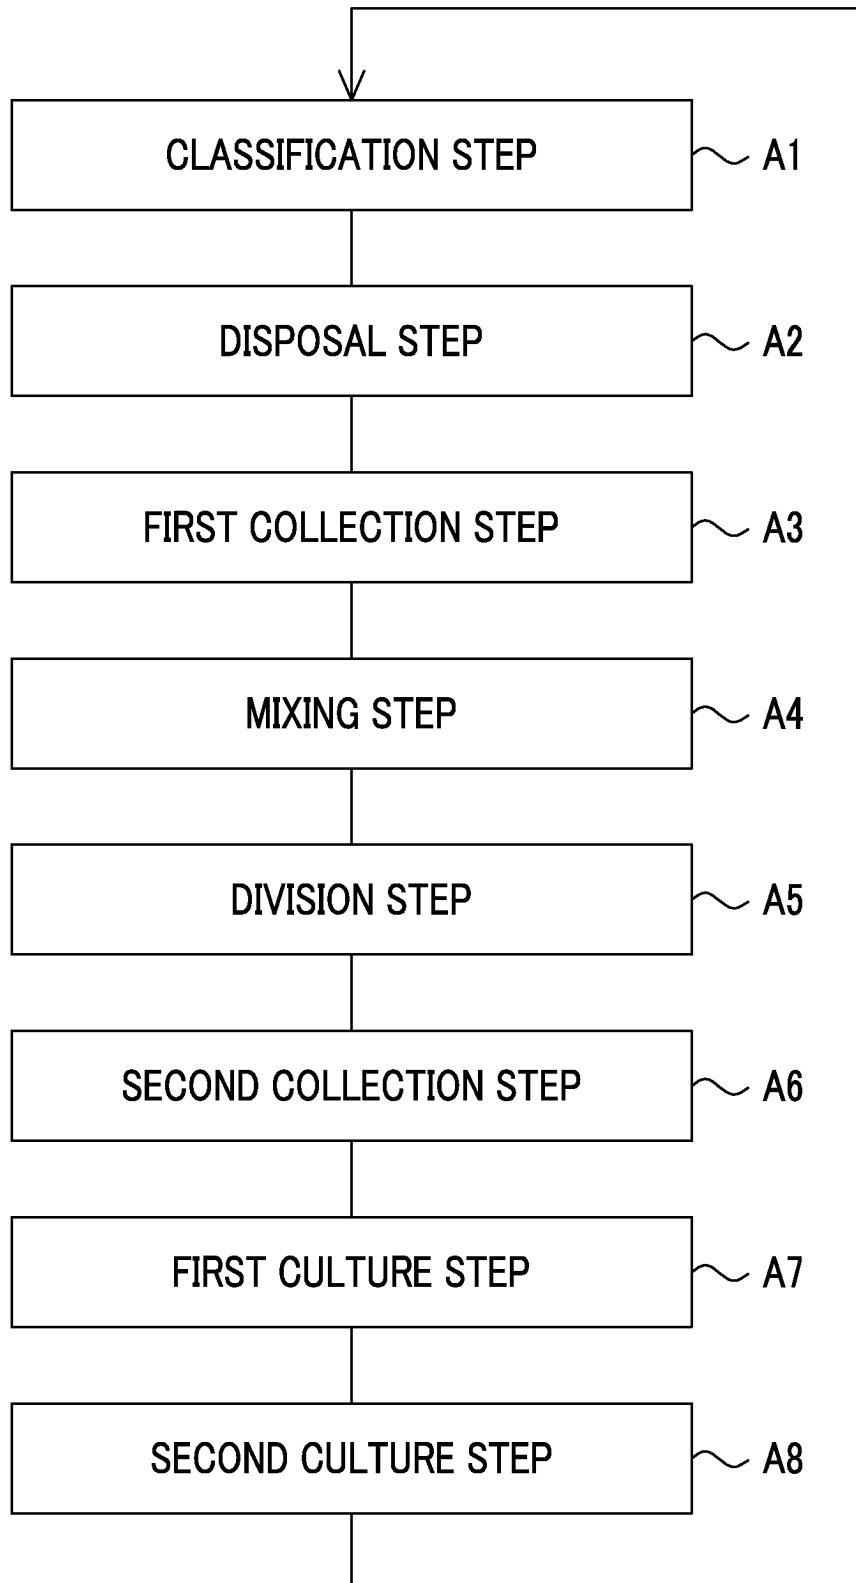 CLASSIFICATION STEP A1
DISPOSAL STEP A2
FIRST COLLECTION STEP A3
MIXING STEP A4
DIVISION STEP A5
SECOND COLLECTION STEP A6
FIRST CULTURE STEP A7
SECOND CULTURE STEP A8